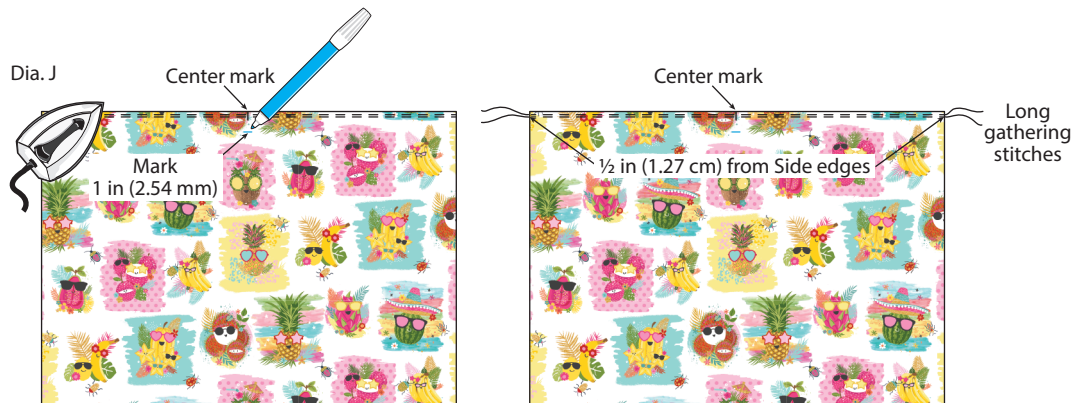 Dia. J
Center mark
Mark
1 in (2.54 mm)
Center mark
½ in (1.27 cm) from Side edges
Long
gathering
stitches